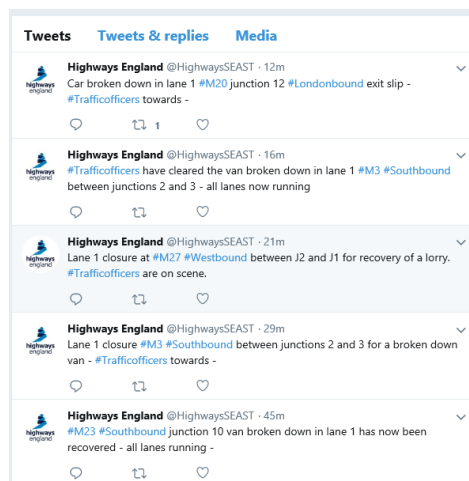 Tweets Tweets & replies Media
Highways England @HighwaysSEAST · 12m
Car broken down in lane 1 #M20 junction 12 #Londonbound exit slip -
#Trafficofficers towards -
1
highways
england
Highways England @HighwaysSEAST · 16m
#Trafficofficers have cleared the van broken down in lane 1 #M3 #Southbound
between junctions 2 and 3 - all lanes now running
highways
england
Highways England @HighwaysSEAST · 21m
Lane 1 closure at #M27 #Westbound between J2 and J1 for recovery of a lorry.
#Trafficofficers are on scene.
highways
england
Highways England @HighwaysSEAST · 29m
Lane 1 closure #M3 #Southbound between junctions 2 and 3 for a broken down
van - #Trafficofficers towards -
highways
england
Highways England @HighwaysSEAST · 45m
#M23 #Southbound junction 10 van broken down in lane 1 has now been
recovered - all lanes running -
highways
england